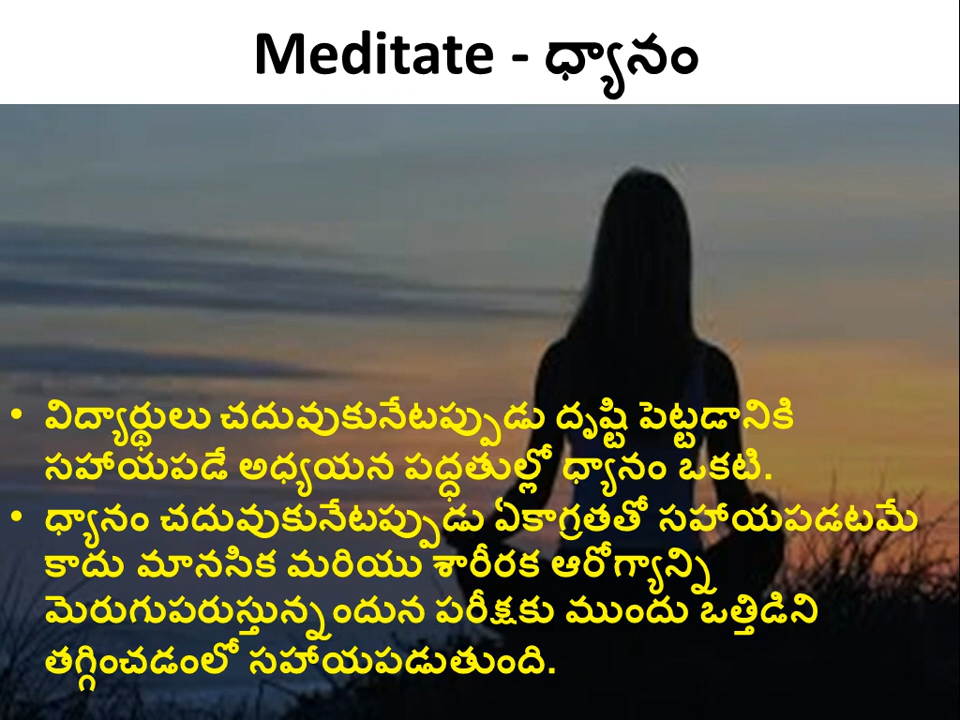 Meditate - ధ్యానం
• విద్యార్థులు చదువుకునేటప్పుడు దృష్టి పెట్టడానికి
సహాయపడే అధ్యయన పద్ధతుల్లో ధ్యానం ఒకటి.
• ధ్యానం చదువుకునేటప్పుడు ఏకాగ్రతతో సహాయపడటమే
కాదు మానసిక మరియు శారీరక ఆరోగ్యాన్ని
మెరుగుపరుస్తున్నందున పరీక్షకు ముందు ఒత్తిడిని
తగ్గించడంలో సహాయపడుతుంది.